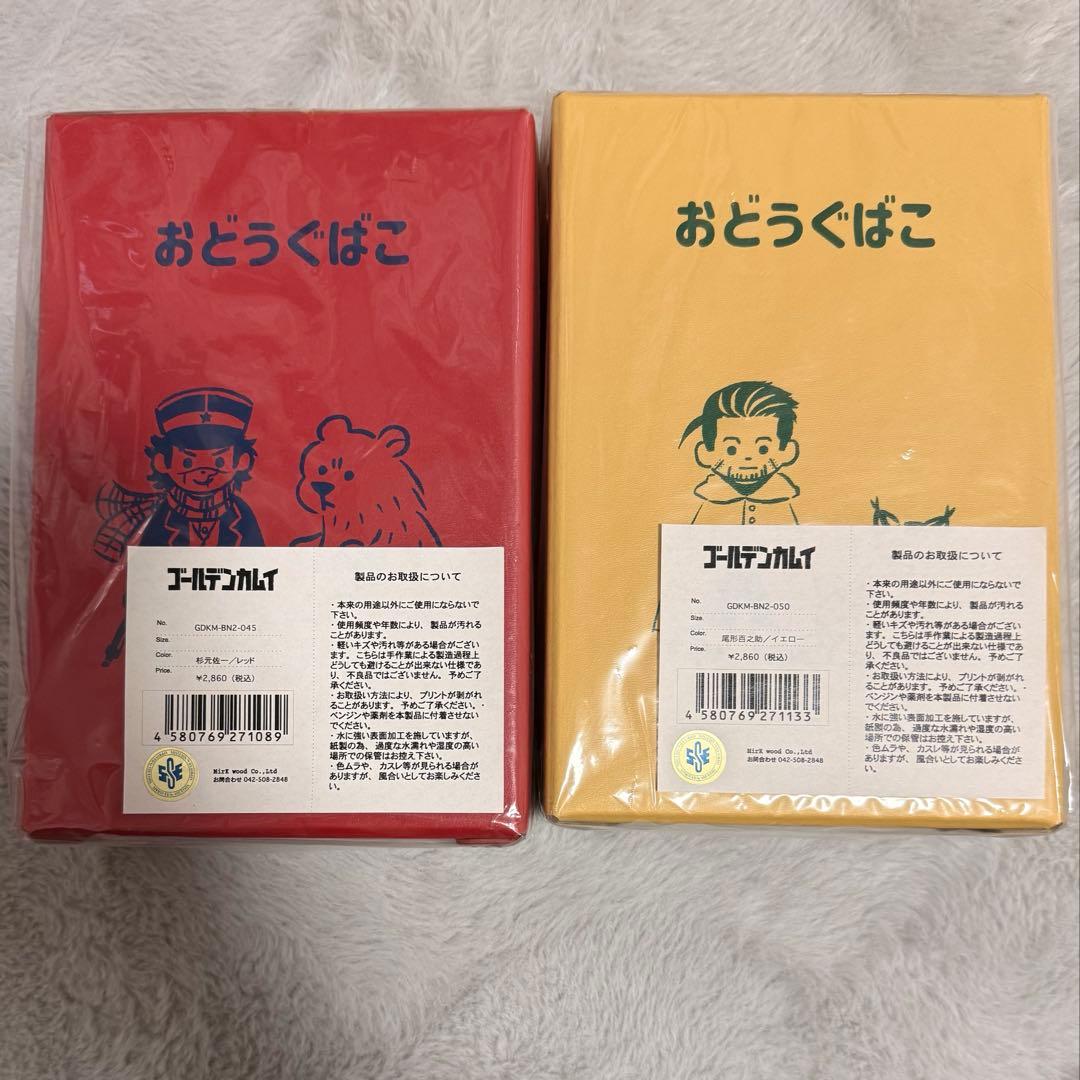 おどうぐばこ
ゴールデンカムイ
No.
GDKM-BN2-045
Size.
Color.
杉元佐一/レッド
Price.
¥2,860(税込)
4 580769 271089
MirX wood Co.,Ltd
お問合わせ 042-508-2848
製品のお取扱について
・本来の用途以外にご使用にならないで
下さい。
・使用頻度や年数により、製品が汚れる
ことがあります。
・軽いキズや汚れ等がある場合がござい
ます。こちらは手作業による製造過程上
どうしても避けることが出来ない仕様であ
り、不良品ではございません。予めご了
承ください。
・お取扱い方法により、プリントが剥がれ
ることがあります。予めご了承ください。・
ベンジンや薬剤を本製品に付着させない
でください。
・水に強い表面加工を施していますが、
紙製の為、過度な水濡れや湿度の高い
場所での保管はお控え下さい。
・色ムラや、カスレ等が見られる場合が
ありますが、風合いとしてお楽しみくださ
い。
おどうぐばこ
ゴールデンカムイ
No.
GDKM-BN2-050
Size.
Color.
尾形百之助/イエロー
Price.
¥2,860(税込)
4 580769 271133
MirX wood Co.,Ltd
お問合わせ 042-508-2848
製品のお取扱について
・本来の用途以外にご使用にならないで
下さい。
・使用頻度や年数により、製品が汚れる
ことがあります。
・軽いキズや汚れ等がある場合がござい
ます。こちらは手作業による製造過程上
どうしても避けることが出来ない仕様であ
り、不良品ではございません。予めご了
承ください。
・お取扱い方法により、プリントが剥がれ
ることがあります。予めご了承ください。・
ベンジンや薬剤を本製品に付着させない
でください。
・水に強い表面加工を施していますが、
紙製の為、過度な水濡れや湿度の高い
場所での保管はお控え下さい。
・色ムラや、カスレ等が見られる場合が
ありますが、風合いとしてお楽しみくださ
い。